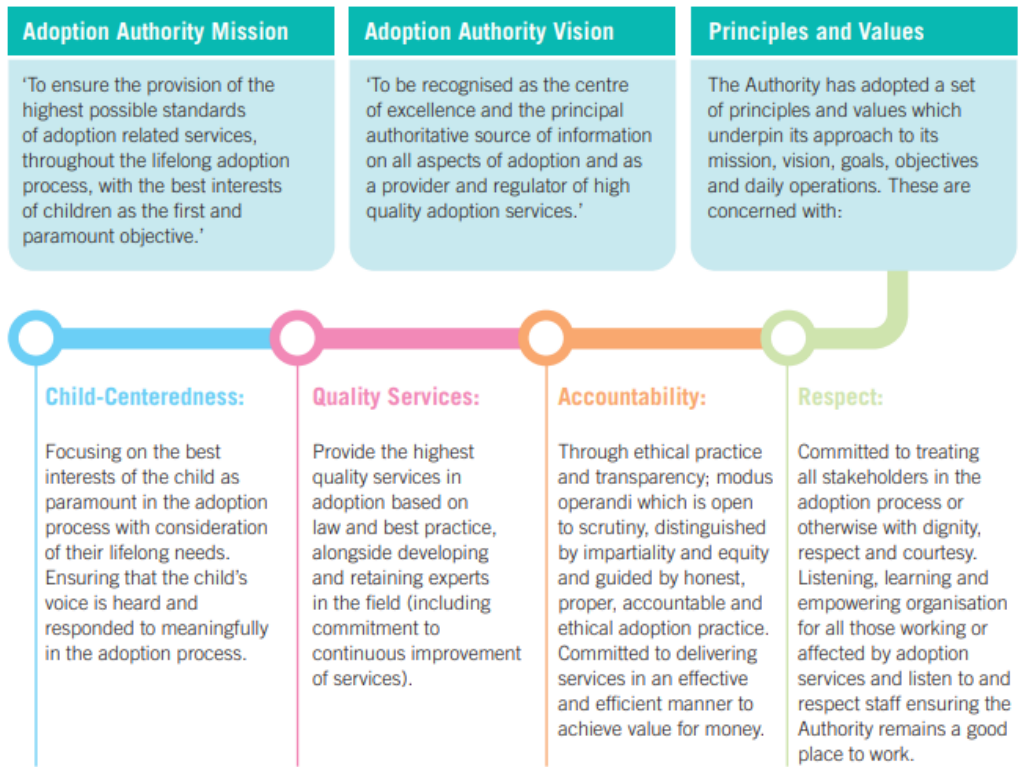 Adoption Authority Mission
‘To ensure the provision of the
highest possible standards
of adoption related services,
throughout the lifelong adoption
process, with the best interests
of children as the first and
paramount objective.’
Adoption Authority Vision
‘To be recognised as the centre
of excellence and the principal
authoritative source of information
on all aspects of adoption and as
a provider and regulator of high
quality adoption services.’
Principles and Values
The Authority has adopted a set
of principles and values which
underpin its approach to its
mission, vision, goals, objectives
and daily operations. These are
concerned with:
Child-Centeredness:
Focusing on the best
interests of the child as
paramount in the adoption
process with consideration
of their lifelong needs.
Ensuring that the child’s
voice is heard and
responded to meaningfully
in the adoption process.
Quality Services:
Provide the highest
quality services in
adoption based on
law and best practice,
alongside developing
and retaining experts
in the field (including
commitment to
continuous improvement
of services).
Accountability:
Through ethical practice
and transparency; modus
operandi which is open
to scrutiny, distinguished
by impartiality and equity
and guided by honest,
proper, accountable and
ethical adoption practice.
Committed to delivering
services in an effective
and efficient manner to
achieve value for money.
Respect:
Committed to treating
all stakeholders in the
adoption process or
otherwise with dignity,
respect and courtesy.
Listening, learning and
empowering organisation
for all those working or
affected by adoption
services and listen to and
respect staff ensuring the
Authority remains a good
place to work.